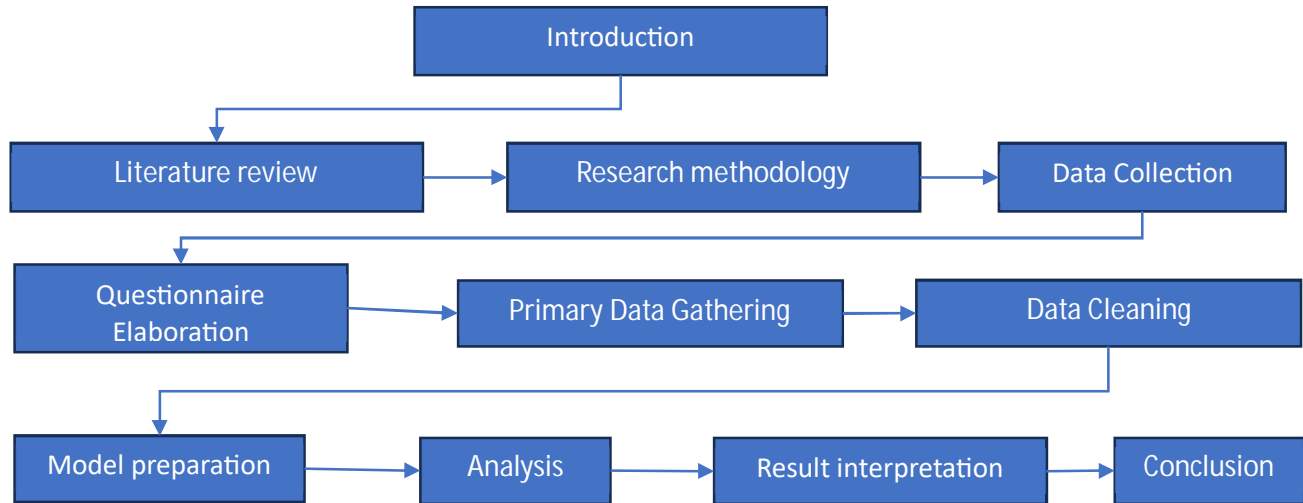 Introduction
Literature review
Research methodology
Data Collection
Questionnaire
Elaboration
Primary Data Gathering
Data Cleaning
Model preparation
Analysis
Result interpretation
Conclusion